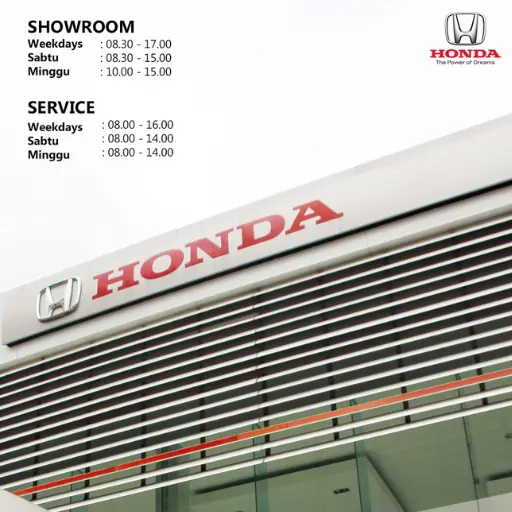 SHOWROOM
Weekdays : 08.30 - 17.00
Sabtu : 08.30 - 15.00
Minggu : 10.00 - 15.00
HONDA
The Power of Dreams
SERVICE
Weekdays : 08.00 - 16.00
Sabtu : 08.00 - 14.00
Minggu : 08.00 - 14.00
HONDA